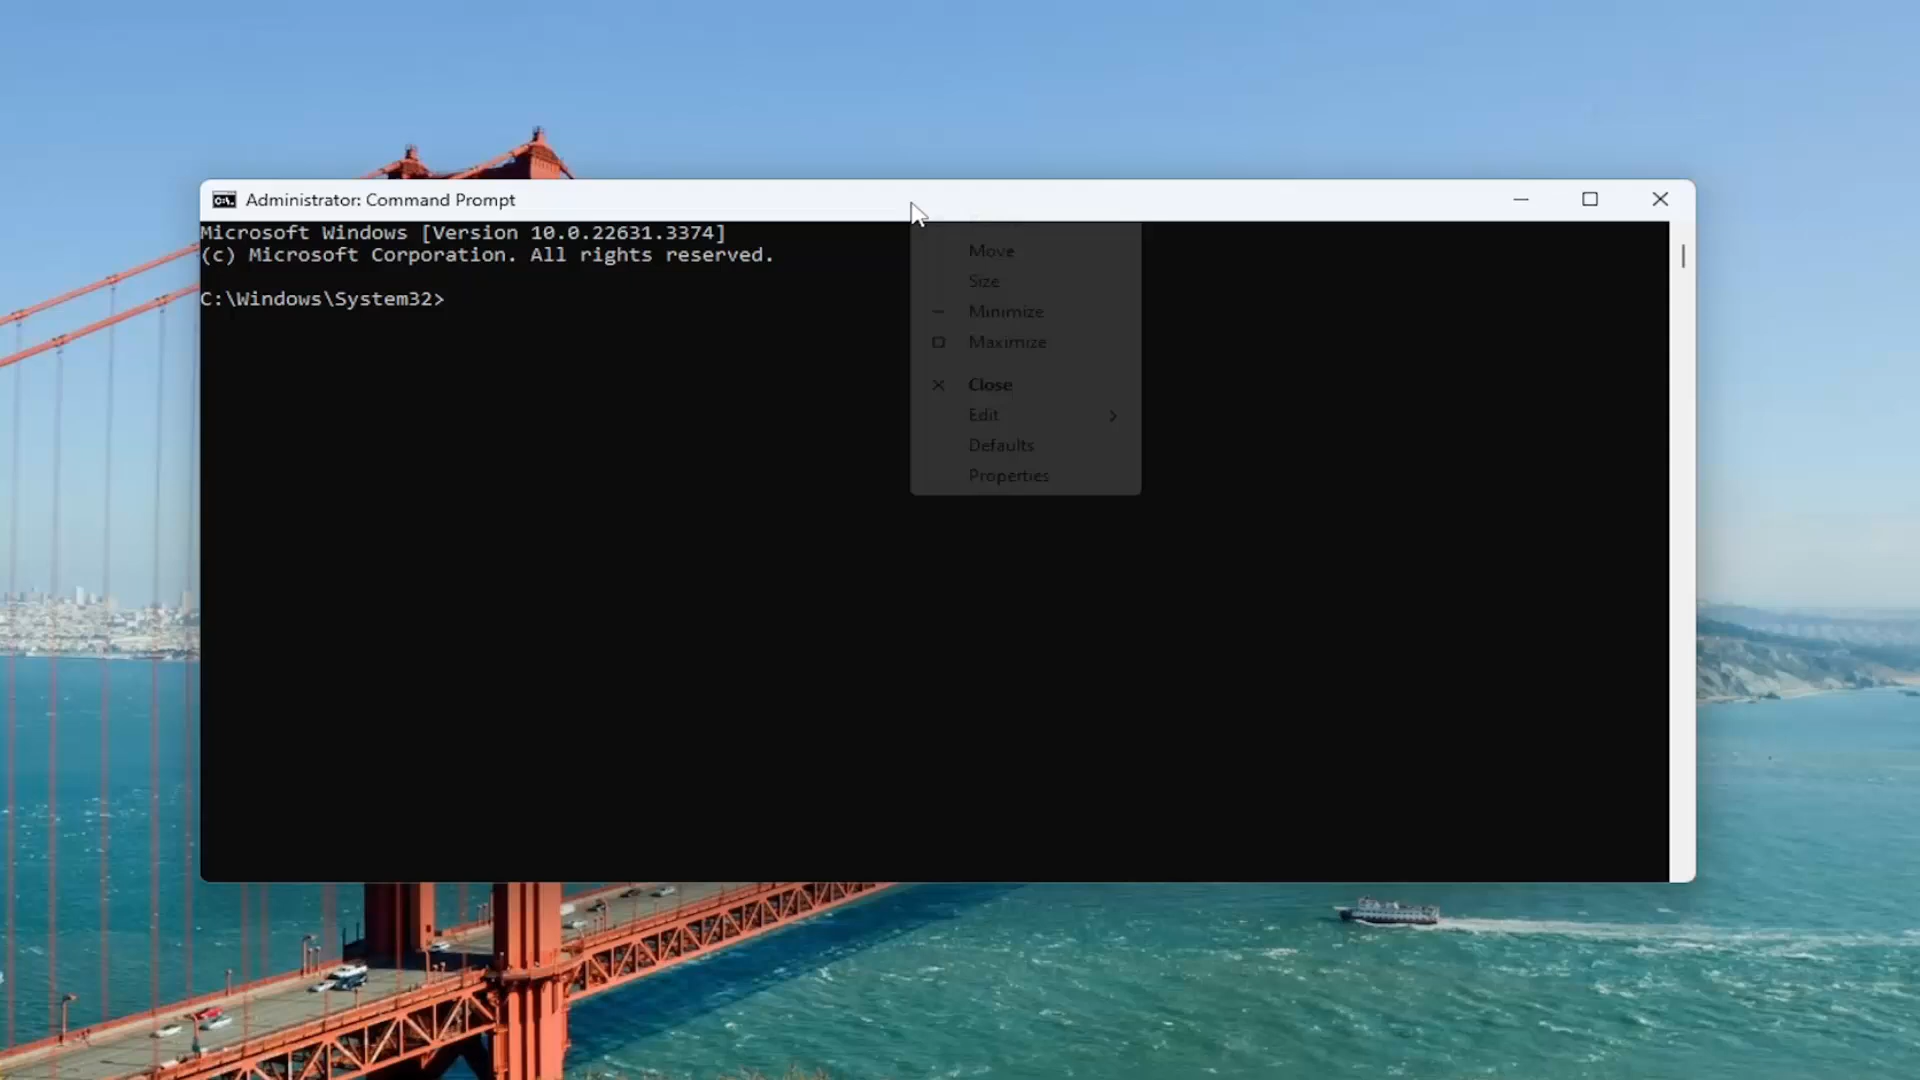 Administrator: Command Prompt
Microsoft Windows [Version 10.0.22631.3374]
(c) Microsoft Corporation. All rights reserved.
C:\Windows\System32>
Move
Size
Minimize
Maximize
Close
Edit
Defaults
Properties